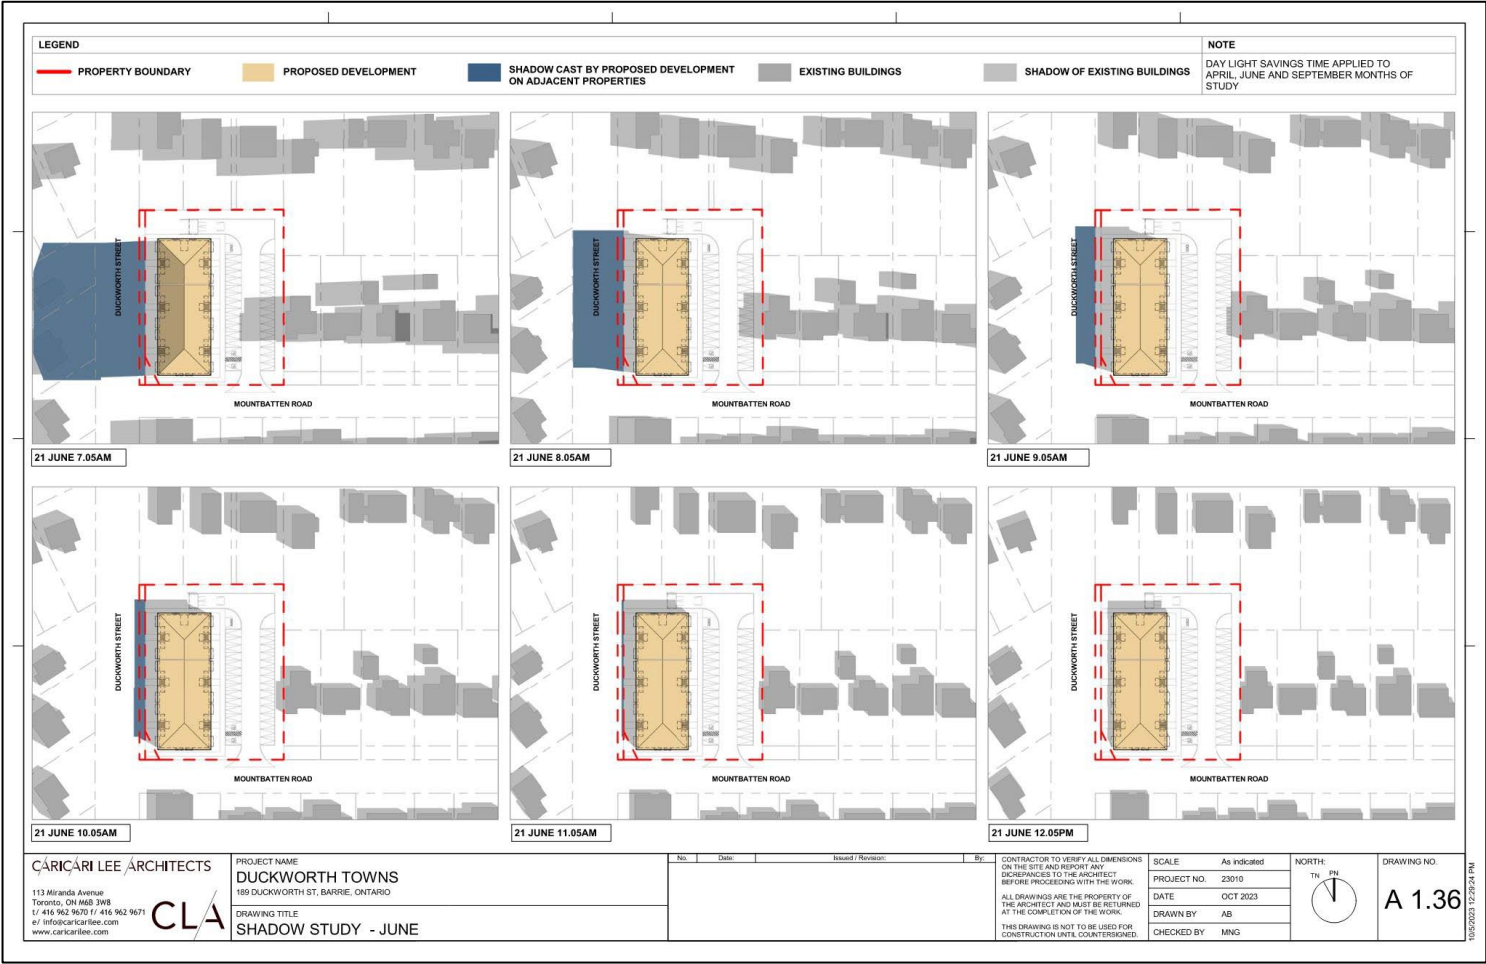 LEGEND
PROPERTY BOUNDARY
PROPOSED DEVELOPMENT
SHADOW CAST BY PROPOSED DEVELOPMENT
ON ADJACENT PROPERTIES
EXISTING BUILDINGS
SHADOW OF EXISTING BUILDINGS
NOTE
DAY LIGHT SAVINGS TIME APPLIED TO
APRIL, JUNE AND SEPTEMBER MONTHS OF
STUDY
DUCKWORTH STREET
MOUNTBATTEN ROAD
21 JUNE 7.05AM
DUCKWORTH STREET
MOUNTBATTEN ROAD
21 JUNE 8.05AM
DUCKWORTH STREET
MOUNTBATTEN ROAD
21 JUNE 9.05AM
DUCKWORTH STREET
MOUNTBATTEN ROAD
21 JUNE 10.05AM
DUCKWORTH STREET
MOUNTBATTEN ROAD
21 JUNE 11.05AM
DUCKWORTH STREET
MOUNTBATTEN ROAD
21 JUNE 12.05PM
CARICARI LEE ARCHITECTS
113 Miranda Avenue
Toronto, ON M6B 3W8
t/ 416 962 9670 f/ 416 962 9671
e/ info@caricarilee.com
www.caricarilee.com
CLA
PROJECT NAME
DUCKWORTH TOWNS
189 DUCKWORTH ST, BARRIE, ONTARIO
DRAWING TITLE
SHADOW STUDY - JUNE
No. Date: Issued / Revision: By:
CONTRACTOR TO VERIFY ALL DIMENSIONS
ON THE SITE AND REPORT ANY
DICREPANCIES TO THE ARCHITECT
BEFORE PROCEEDING WITH THE WORK.
ALL DRAWINGS ARE THE PROPERTY OF
THE ARCHITECT AND MUST BE RETURNED
AT THE COMPLETION OF THE WORK.
THIS DRAWING IS NOT TO BE USED FOR
CONSTRUCTION UNTIL COUNTERSIGNED.
SCALE As indicated
PROJECT NO. 23010
DATE OCT 2023
DRAWN BY AB
CHECKED BY MNG
NORTH:
TN PN
DRAWING NO.
A 1.36
10/5/2023 12:29:24 PM